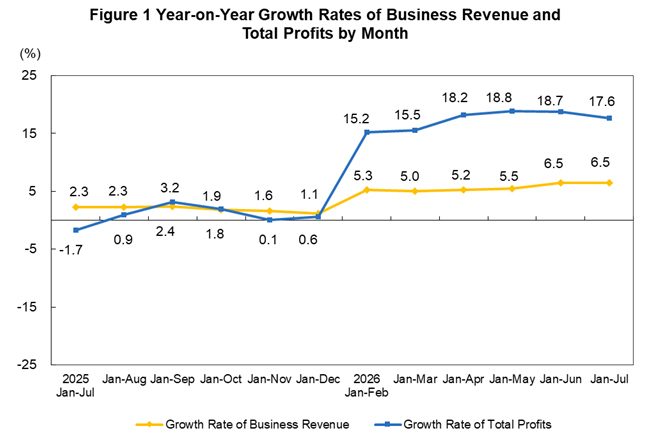 Figure 1 Year-on-Year Growth Rates of Business Revenue and
Total Profits by Month
(%)
25
15
5
-5
-15
-25
15.2 15.5 18.2 18.8 18.7 17.6
2.3 2.3 3.2 1.9 1.6 1.1 5.3 5.0 5.2 5.5 6.5 6.5
-1.7 0.9 2.4 1.8 0.1 0.6
2025 Jan-Aug Jan-Sep Jan-Oct Jan-Nov Jan-Dec 2026 Jan-Mar Jan-Apr Jan-May Jan-Jun Jan-Jul
Jan-Jul Jan-Feb
Growth Rate of Business Revenue Growth Rate of Total Profits